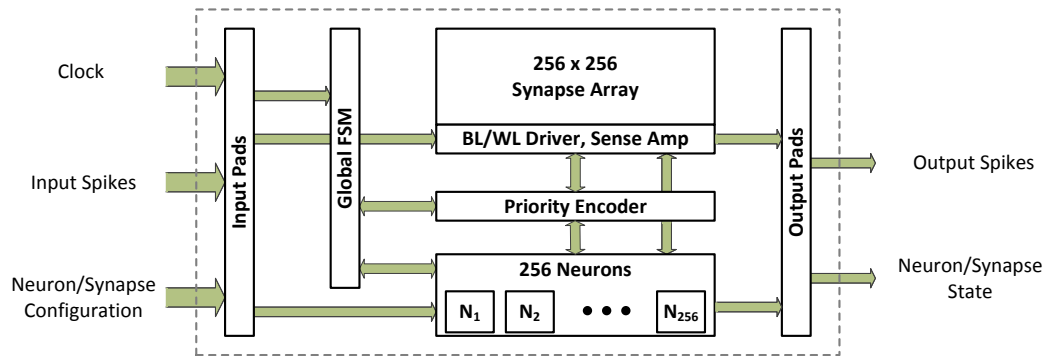 Clock
Input Spikes
Neuron/Synapse
Configuration
Input Pads
Global FSM
256 x 256
Synapse Array
BL/WL Driver, Sense Amp
Priority Encoder
256 Neurons
N1
N2
• • •
N256
Output Pads
Output Spikes
Neuron/Synapse
State